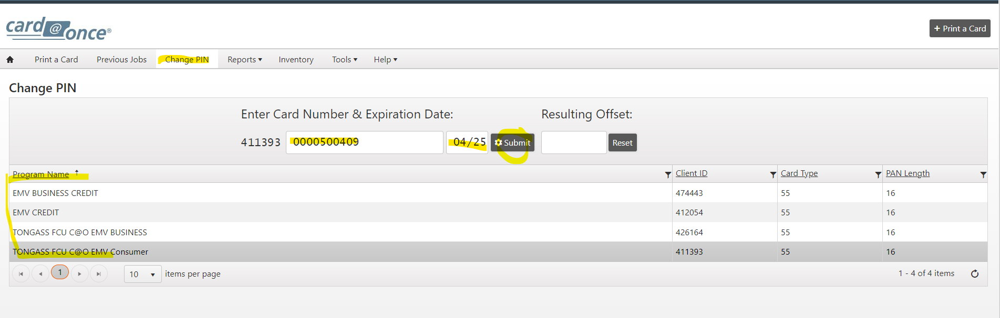 card@once®
+ Print a Card
Print a Card Previous Jobs Change PIN Reports Inventory Tools Help
Change PIN
Enter Card Number & Expiration Date: Resulting Offset:
411393 0000500409 04/25 Submit Reset
Program Name Client ID Card Type PAN Length
EMV BUSINESS CREDIT 474443 55 16
EMV CREDIT 412054 55 16
TONGASS FCU C@O EMV BUSINESS 426164 55 16
TONGASS FCU C@O EMV Consumer 411393 55 16
1 10 items per page 1 - 4 of 4 items